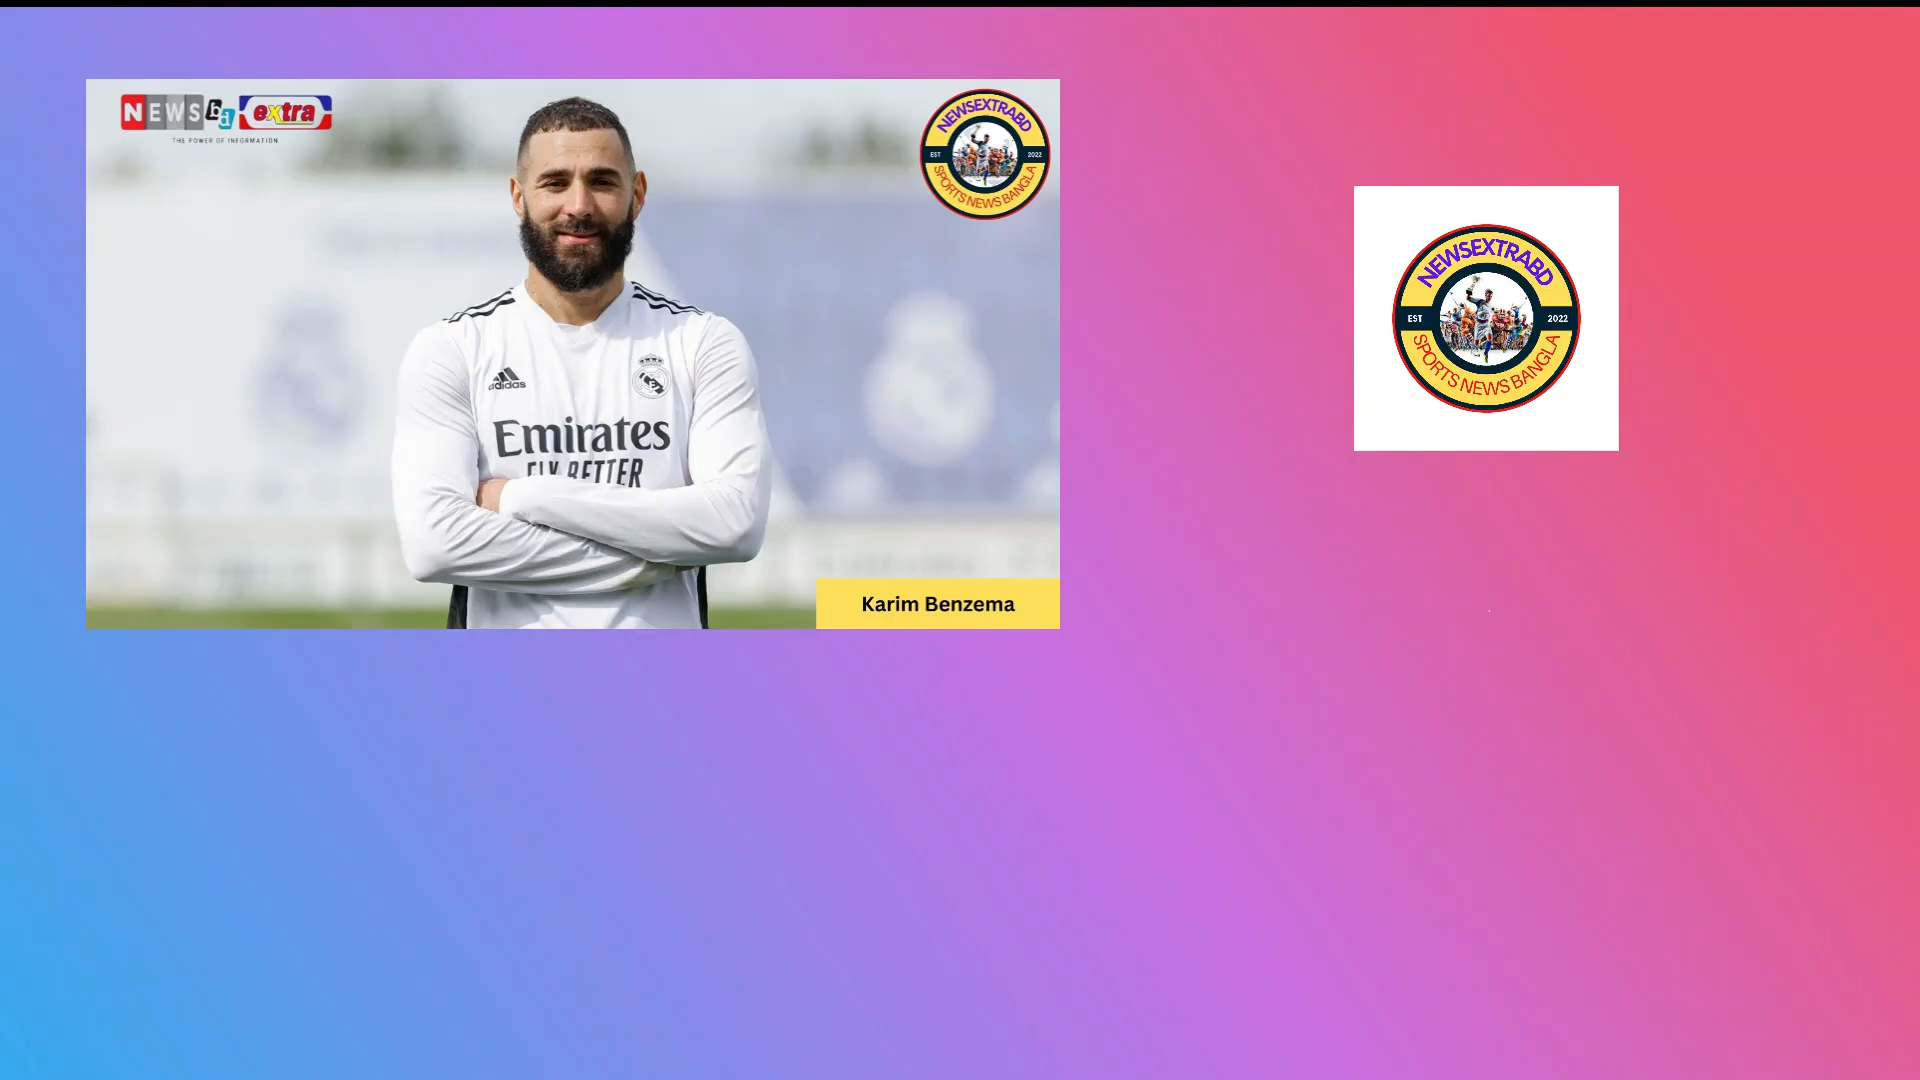 NEWS bd extra
THE POWER OF INFORMATION
NEWSEXTRABD
EST 2022
SPORTS NEWS BANGLA
adidas
Emirates
FLY BETTER
Karim Benzema
NEWSEXTRABD
EST 2022
SPORTS NEWS BANGLA